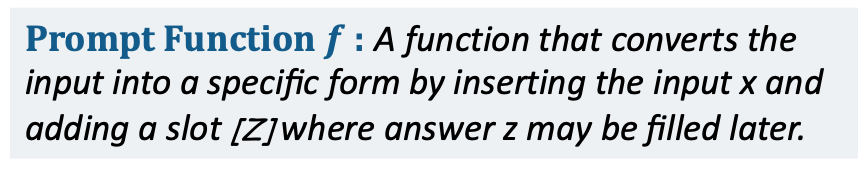 Prompt Function f : A function that converts the
input into a specific form by inserting the input x and
adding a slot [Z] where answer z may be filled later.